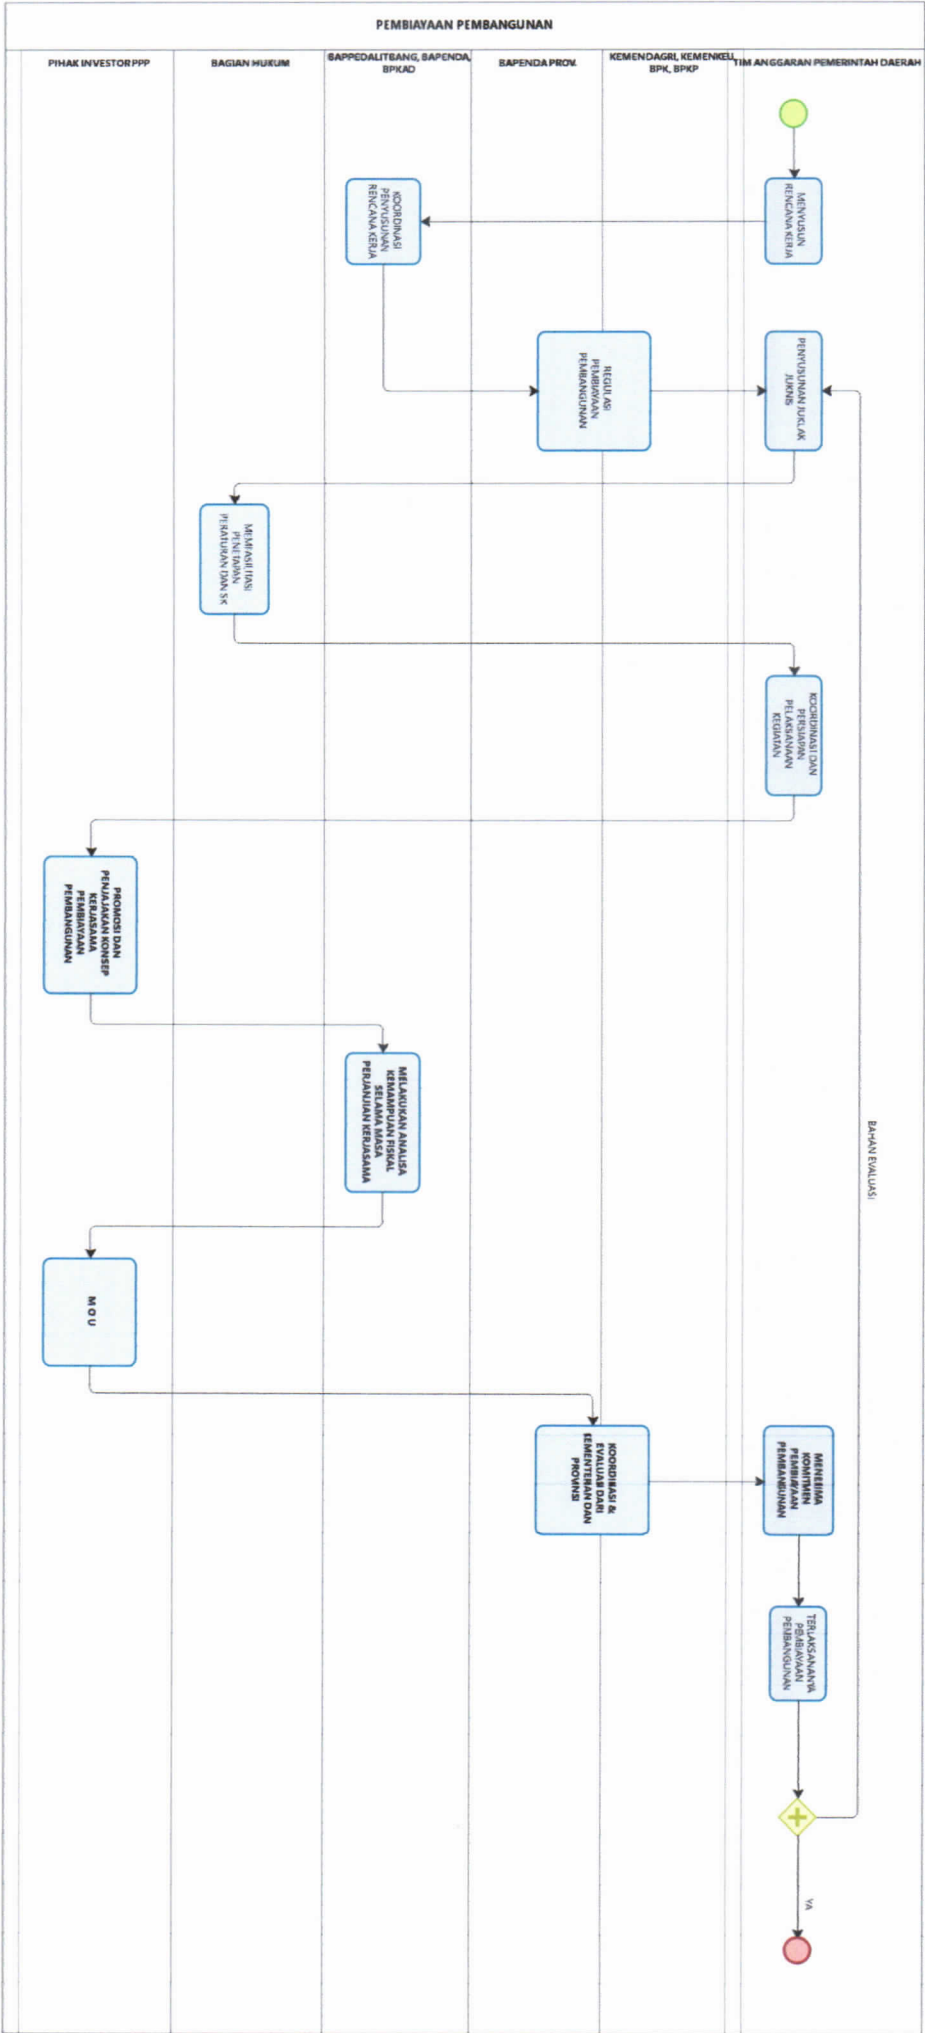 PEMBIAYAAN PEMBANGUNAN
PIHAK INVESTOR PPP
BAGIAN HUKUM
BAPPEDALITBANG, BAPENDA,
BPKAD
BAPENDA PROV.
KEMENDAGRI, KEMENKEU,
BPK, BPKP
TIM ANGGARAN PEMERINTAH DAERAH
MENYUSUN
RENCANA KERJA
KOORDINASI
PENYUSUNAN
RENCANA KERJA
REGULASI
PEMBIAYAAN
PEMBANGUNAN
PENYUSUNAN JUKLAK
JUKNIS
MEMFASILITASI
PENETAPAN
PERATURAN DAN SK
KOORDINASI DAN
PERSIAPAN
PELAKSANAAN
KEGIATAN
PROMOSI DAN
PENJAJAKAN KONSEP
KERJASAMA
PEMBIAYAAN
PEMBANGUNAN
MELAKUKAN ANALISA
KEMAMPUAN FISKAL
SELAMA MASA
PERJANJIAN KERJASAMA
M O U
KOORDINASI &
EVALUASI DARI
KEMENTERIAN DAN
PROVINSI
MENERIMA
KOMITMEN
PEMBIAYAAN
PEMBANGUNAN
TERLAKSANANYA
PEMBIAYAAN
PEMBANGUNAN
BAHAN EVALUASI
YA